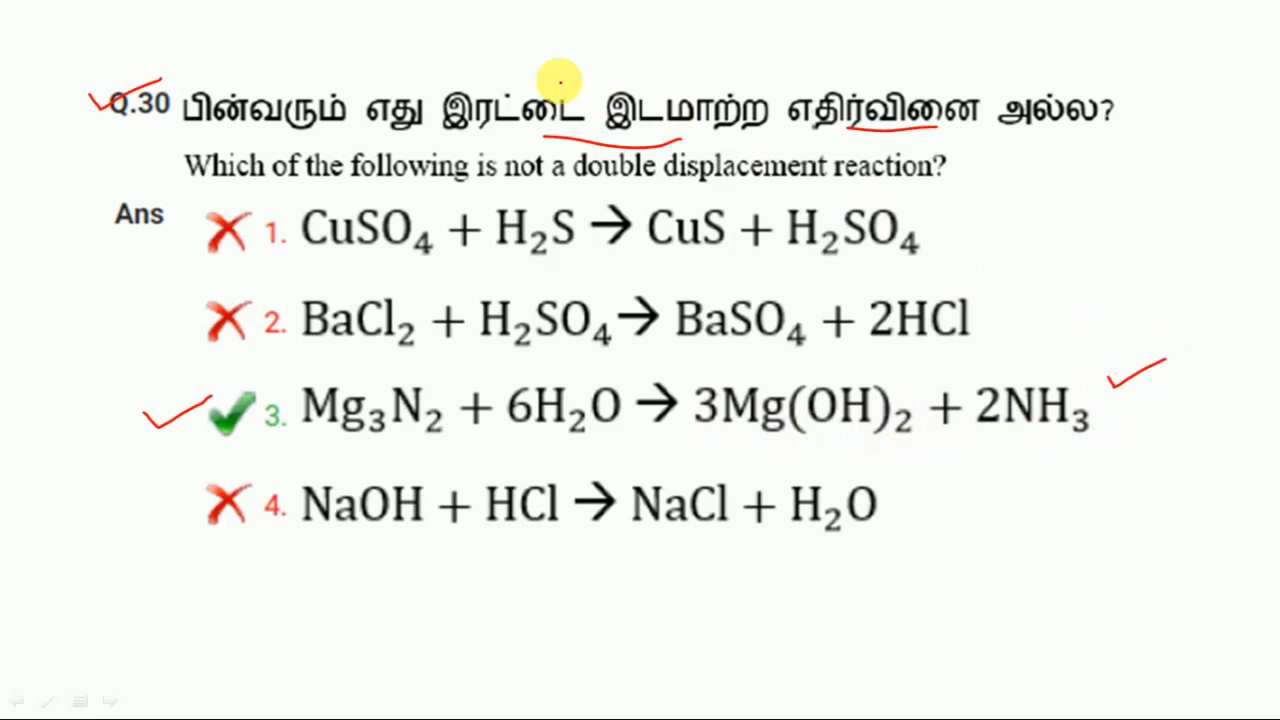 Q.30 பின்வரும் எது இரட்டை இடமாற்ற எதிர்வினை அல்ல?
Which of the following is not a double displacement reaction?
Ans 1. CuSO₄ + H₂S → CuS + H₂SO₄
2. BaCl₂ + H₂SO₄→ BaSO₄ + 2HCl
3. Mg₃N₂ + 6H₂O → 3Mg(OH)₂ + 2NH₃
4. NaOH + HCl → NaCl + H₂O